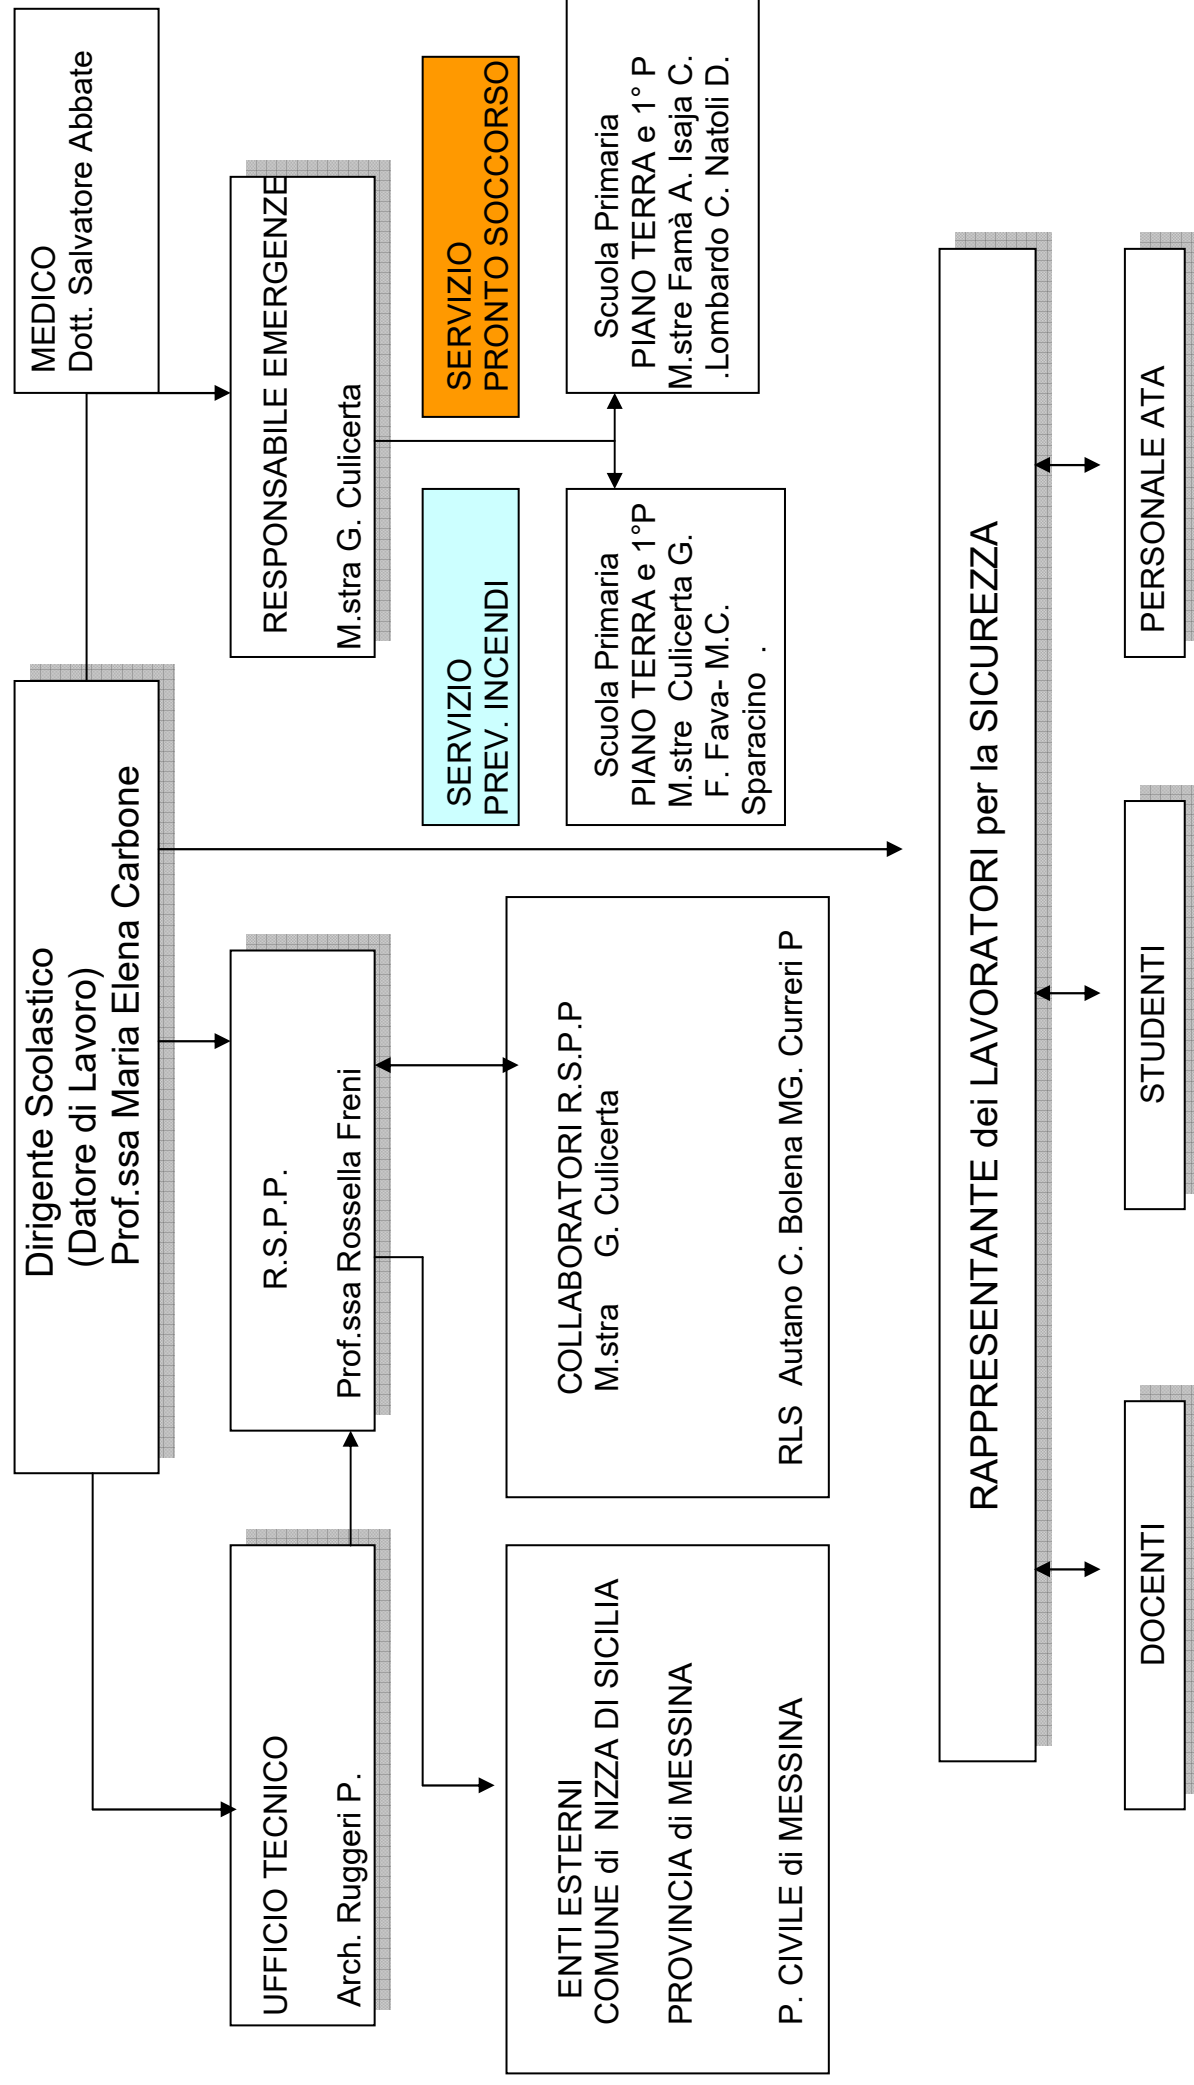 Dirigente Scolastico
(Datore di Lavoro)
Prof.ssa Maria Elena Carbone
MEDICO
Dott. Salvatore Abbate
UFFICIO TECNICO
Arch. Ruggeri P.
R.S.P.P.
Prof.ssa Rossella Freni
RESPONSABILE EMERGENZE
M.stra G. Culicerta
SERVIZIO
PREV. INCENDI
SERVIZIO
PRONTO SOCCORSO
ENTI ESTERNI
COMUNE di NIZZA DI SICILIA
PROVINCIA di MESSINA
P. CIVILE di MESSINA
COLLABORATORI R.S.P.P
M.stra G. Culicerta
RLS Autano C. Bolena MG. Curreri P
Scuola Primaria
PIANO TERRA e 1°P
M.stre Culicerta G.
F. Fava- M.C.
Sparacino .
Scuola Primaria
PIANO TERRA e 1° P
M.stre Famà A. Isaja C.
.Lombardo C. Natoli D.
RAPPRESENTANTE dei LAVORATORI per la SICUREZZA
DOCENTI
STUDENTI
PERSONALE ATA